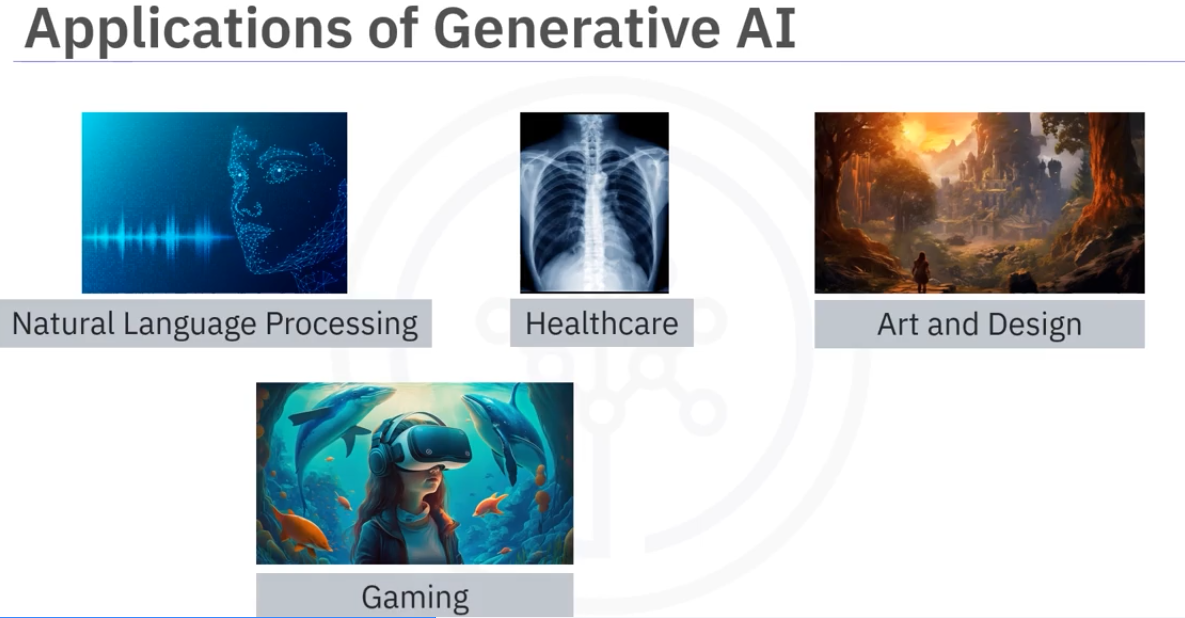 Applications of Generative AI
Natural Language Processing
Healthcare
Art and Design
Gaming